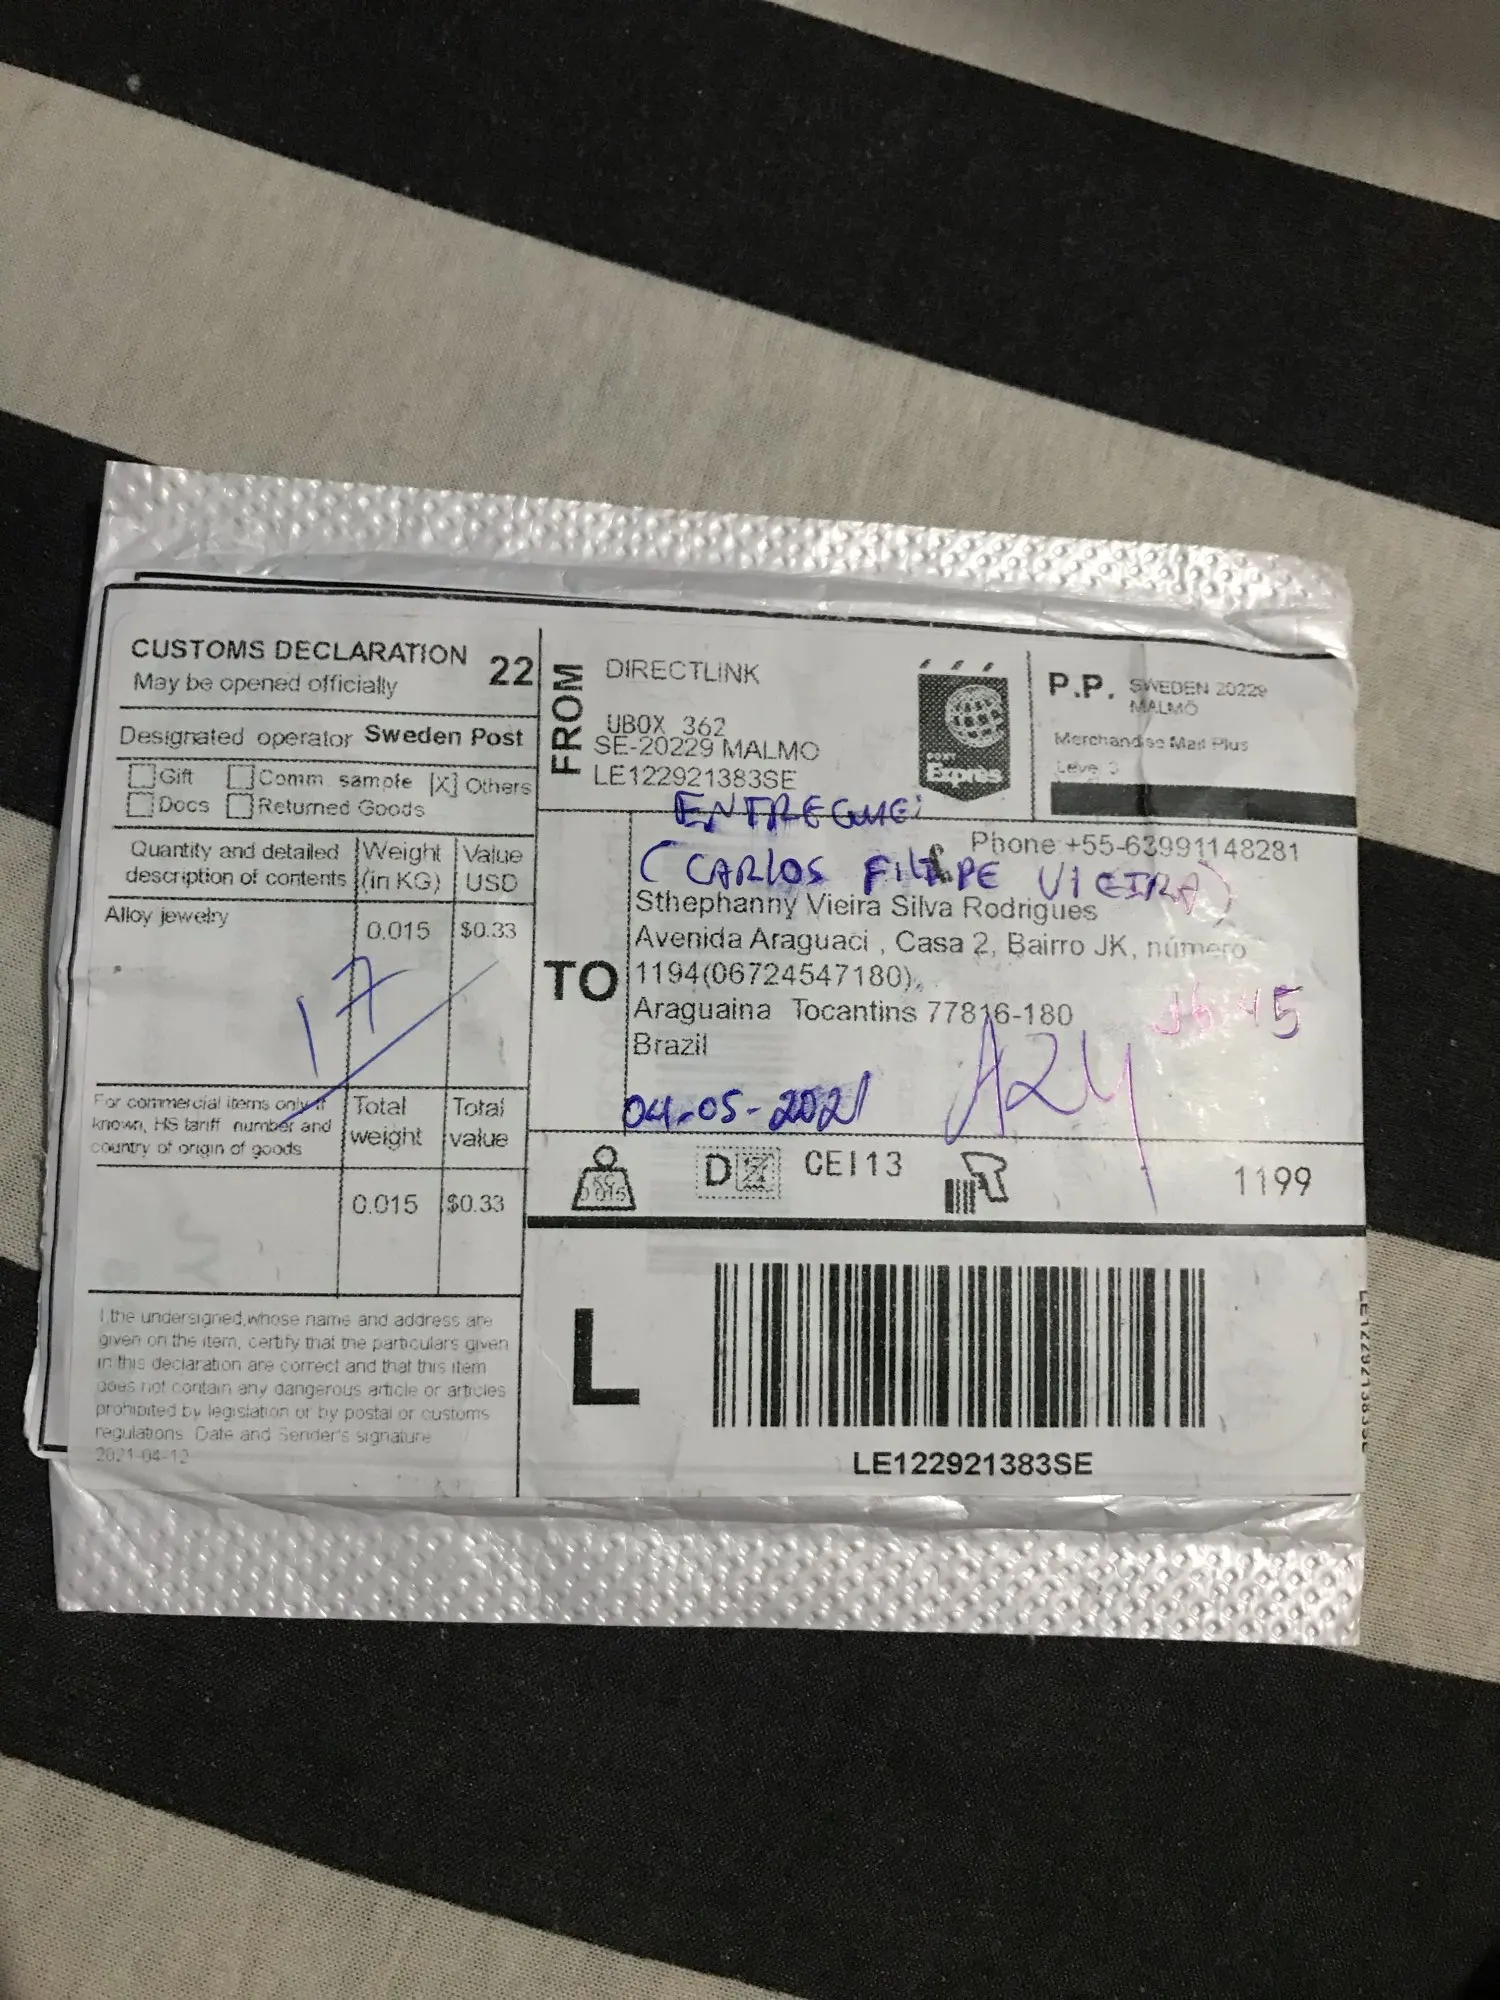 CUSTOMS DECLARATION 22
May be opened officially
Designated operator Sweden Post
Gift Comm sample [X] Others
Docs Returned Goods
Quantity and detailed description of contents
Weight (in KG)
Value USD
Alloy jewelry 0.015 $0.33
17
For commercial items only if
known, HS tariff number and
country of origin of goods
Total weight
Total value
0.015 $0.33
I,the undersigned,whose name and address are
given on the item, certify that the particulars given
in this declaration are correct and that this item
does not contain any dangerous article or articles
prohibited by legislation or by postal or customs
regulations. Date and Sender's signature
2021-04-12
FROM
DIRECTLINK
UBOX 362
SE-20229 MALMO
LE122921383SE
Express
P.P. SWEDEN 20229
MALMÖ
Merchandise Mail Plus
Level 3
ENTREGUEi
(CARLOS FILIPE VIEIRA)
Phone:+55-63991148281
TO
Sthephanny Vieira Silva Rodrigues
Avenida Araguaci , Casa 2, Bairro JK, número
1194(06724547180),
Araguaina Tocantins 77816-180
Brazil
04-05-2021
KG
0.015
D CEI13 1199
L
LE122921383SE
LE122921383SE